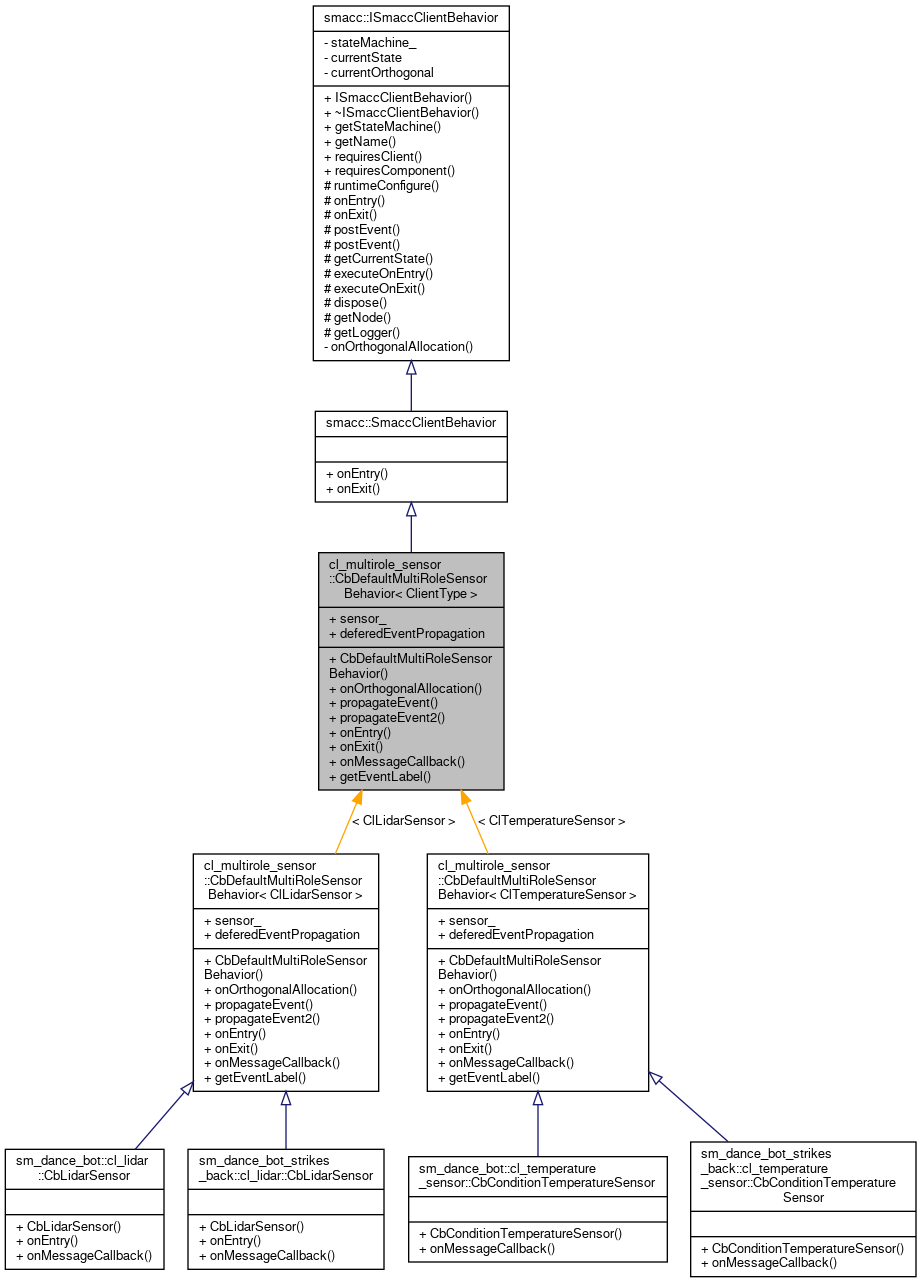 smacc::ISmaccClientBehavior
- stateMachine_
- currentState
- currentOrthogonal
+ ISmaccClientBehavior()
+ ~ISmaccClientBehavior()
+ getStateMachine()
+ getName()
+ requiresClient()
+ requiresComponent()
# runtimeConfigure()
# onEntry()
# onExit()
# postEvent()
# postEvent()
# getCurrentState()
# executeOnEntry()
# executeOnExit()
# dispose()
# getNode()
# getLogger()
- onOrthogonalAllocation()
smacc::SmaccClientBehavior
+ onEntry()
+ onExit()
cl_multirole_sensor
::CbDefaultMultiRoleSensor
Behavior< ClientType >
+ sensor_
+ deferedEventPropagation
+ CbDefaultMultiRoleSensor
Behavior()
+ onOrthogonalAllocation()
+ propagateEvent()
+ propagateEvent2()
+ onEntry()
+ onExit()
+ onMessageCallback()
+ getEventLabel()
< ClLidarSensor >
< ClTemperatureSensor >
cl_multirole_sensor
::CbDefaultMultiRoleSensor
Behavior< ClLidarSensor >
+ sensor_
+ deferedEventPropagation
+ CbDefaultMultiRoleSensor
Behavior()
+ onOrthogonalAllocation()
+ propagateEvent()
+ propagateEvent2()
+ onEntry()
+ onExit()
+ onMessageCallback()
+ getEventLabel()
cl_multirole_sensor
::CbDefaultMultiRoleSensor
Behavior< ClTemperatureSensor >
+ sensor_
+ deferedEventPropagation
+ CbDefaultMultiRoleSensor
Behavior()
+ onOrthogonalAllocation()
+ propagateEvent()
+ propagateEvent2()
+ onEntry()
+ onExit()
+ onMessageCallback()
+ getEventLabel()
sm_dance_bot::cl_lidar
::CbLidarSensor
+ CbLidarSensor()
+ onEntry()
+ onMessageCallback()
sm_dance_bot_strikes
_back::cl_lidar::CbLidarSensor
+ CbLidarSensor()
+ onEntry()
+ onMessageCallback()
sm_dance_bot::cl_temperature
_sensor::CbConditionTemperatureSensor
+ CbConditionTemperatureSensor()
+ onMessageCallback()
sm_dance_bot_strikes
_back::cl_temperature
_sensor::CbConditionTemperature
Sensor
+ CbConditionTemperatureSensor()
+ onMessageCallback()